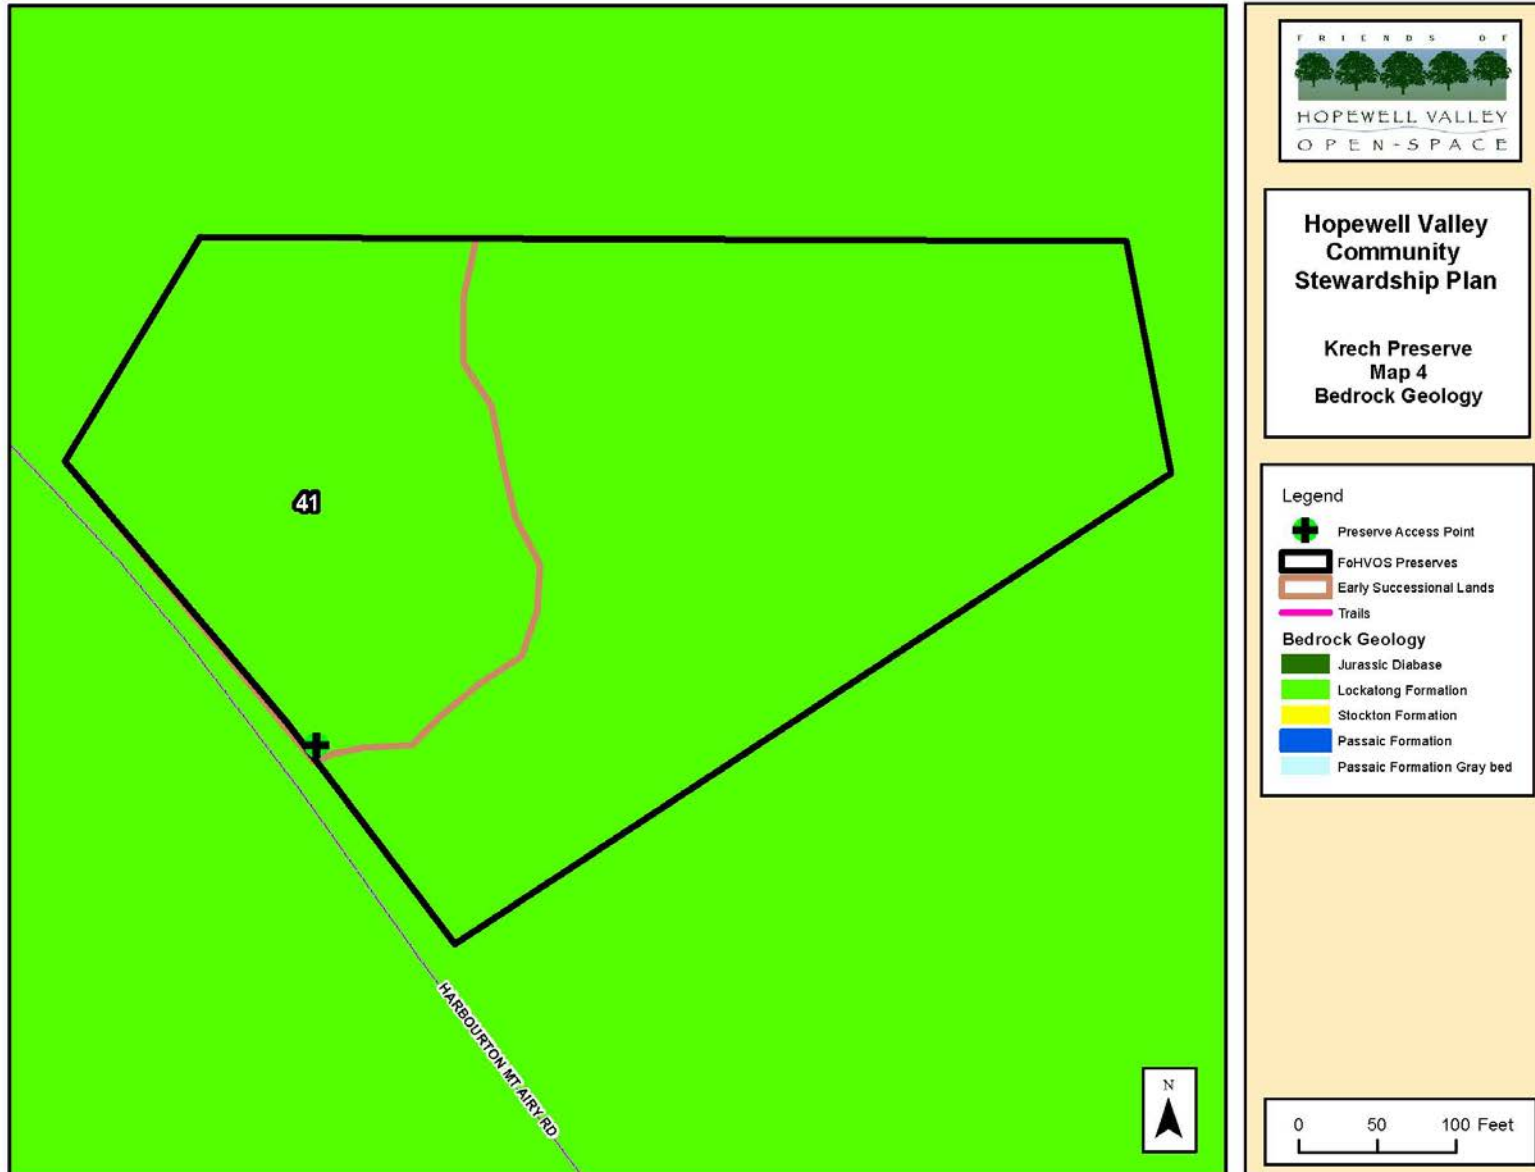 FRIENDS OF
HOPEWELL VALLEY
OPEN-SPACE
Hopewell Valley
Community
Stewardship Plan
Krech Preserve
Map 4
Bedrock Geology
41
HARBOURTON MT AIRY RD
N
Legend
Preserve Access Point
FoHVOS Preserves
Early Successional Lands
Trails
Bedrock Geology
Jurassic Diabase
Lockatong Formation
Stockton Formation
Passaic Formation
Passaic Formation Gray bed
0 50 100 Feet